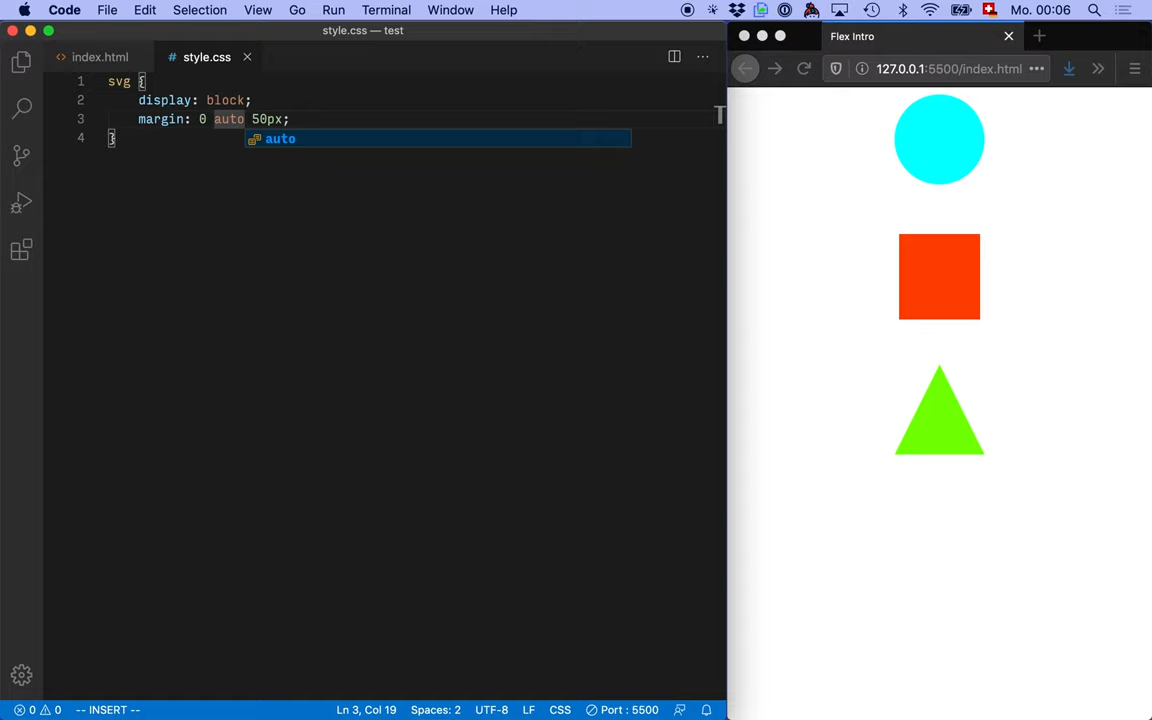 Code File Edit Selection View Go Run Terminal Window Help Mo. 00:06
style.css — test
Flex Intro
index.html # style.css
127.0.0.1:5500/index.html
1 svg {
2 display: block;
3 margin: 0 auto 50px;
4 }
auto
0 0 -- INSERT -- Ln 3, Col 19 Spaces: 2 UTF-8 LF CSS Port : 5500